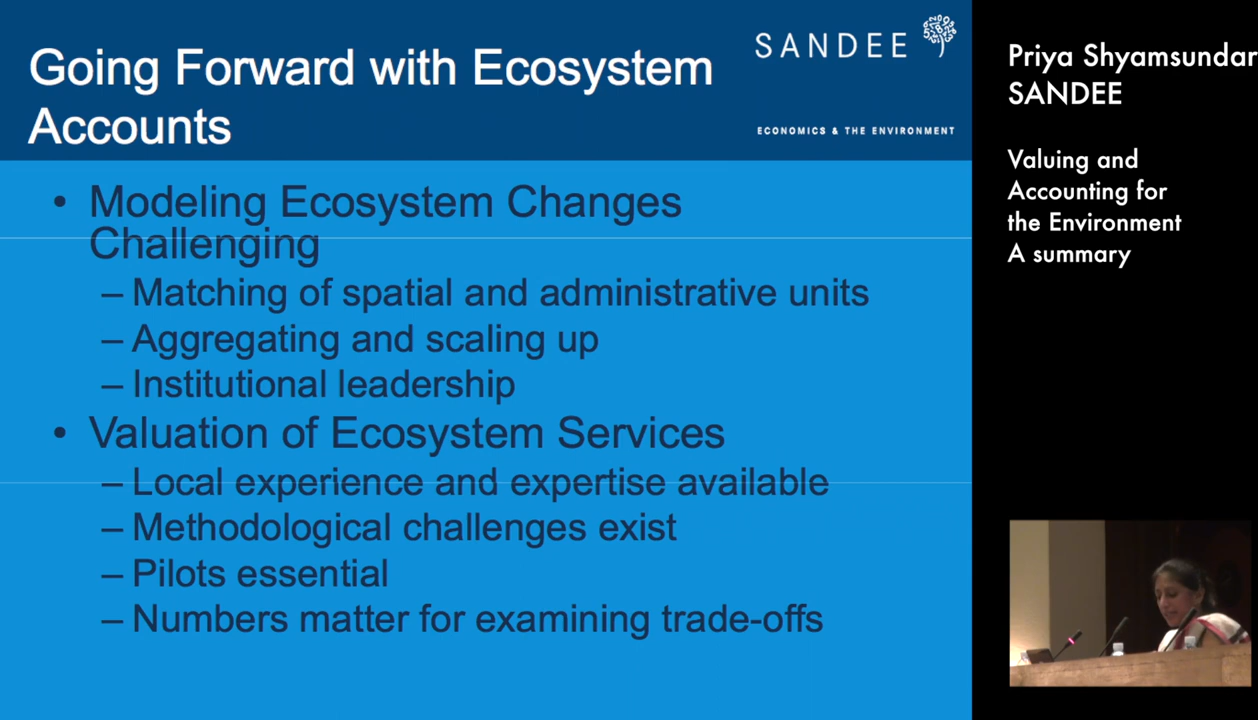 Going Forward with Ecosystem
Accounts
SANDEE
ECONOMICS & THE ENVIRONMENT
• Modeling Ecosystem Changes
Challenging
– Matching of spatial and administrative units
– Aggregating and scaling up
– Institutional leadership
• Valuation of Ecosystem Services
– Local experience and expertise available
– Methodological challenges exist
– Pilots essential
– Numbers matter for examining trade-offs
Priya Shyamsundar
SANDEE
Valuing and
Accounting for
the Environment
A summary